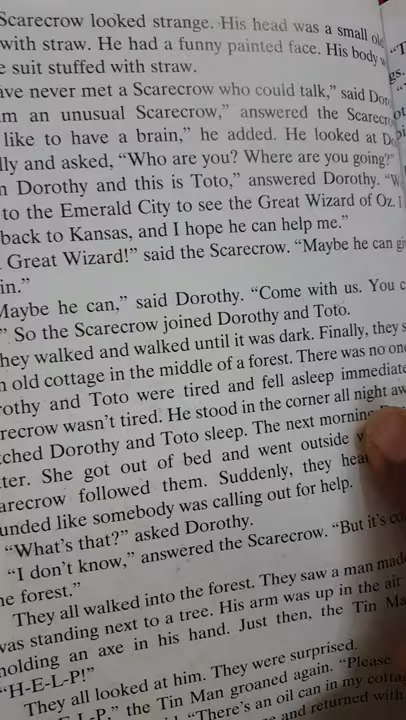 Scarecrow looked strange. His head was a small old
with straw. He had a funny painted face. His body
e suit stuffed with straw.
ave never met a Scarecrow who could talk,” said Dor
m an unusual Scarecrow,” answered the Scarecro
like to have a brain,” he added. He looked at D
lly and asked, “Who are you? Where are you going?”
n Dorothy and this is Toto,” answered Dorothy. “W
to the Emerald City to see the Great Wizard of Oz. I
back to Kansas, and I hope he can help me.”
Great Wizard!” said the Scarecrow. “Maybe he can gi
in.”
Maybe he can,” said Dorothy. “Come with us. You c
” So the Scarecrow joined Dorothy and Toto.
hey walked and walked until it was dark. Finally, they s
n old cottage in the middle of a forest. There was no one
rothy and Toto were tired and fell asleep immediate
recrow wasn’t tired. He stood in the corner all night aw
tched Dorothy and Toto sleep. The next morning
ter. She got out of bed and went outside w
arecrow followed them. Suddenly, they hea
unded like somebody was calling out for help.
“What’s that?” asked Dorothy.
“I don’t know,” answered the Scarecrow. “But it’s co
he forest.”
They all walked into the forest. They saw a man made
was standing next to a tree. His arm was up in the air
holding an axe in his hand. Just then, the Tin Ma
“H-E-L-P!”
They all looked at him. They were surprised.
E-L-P,” the Tin Man groaned again. “Please
“There’s an oil can in my cottag
e and returned with